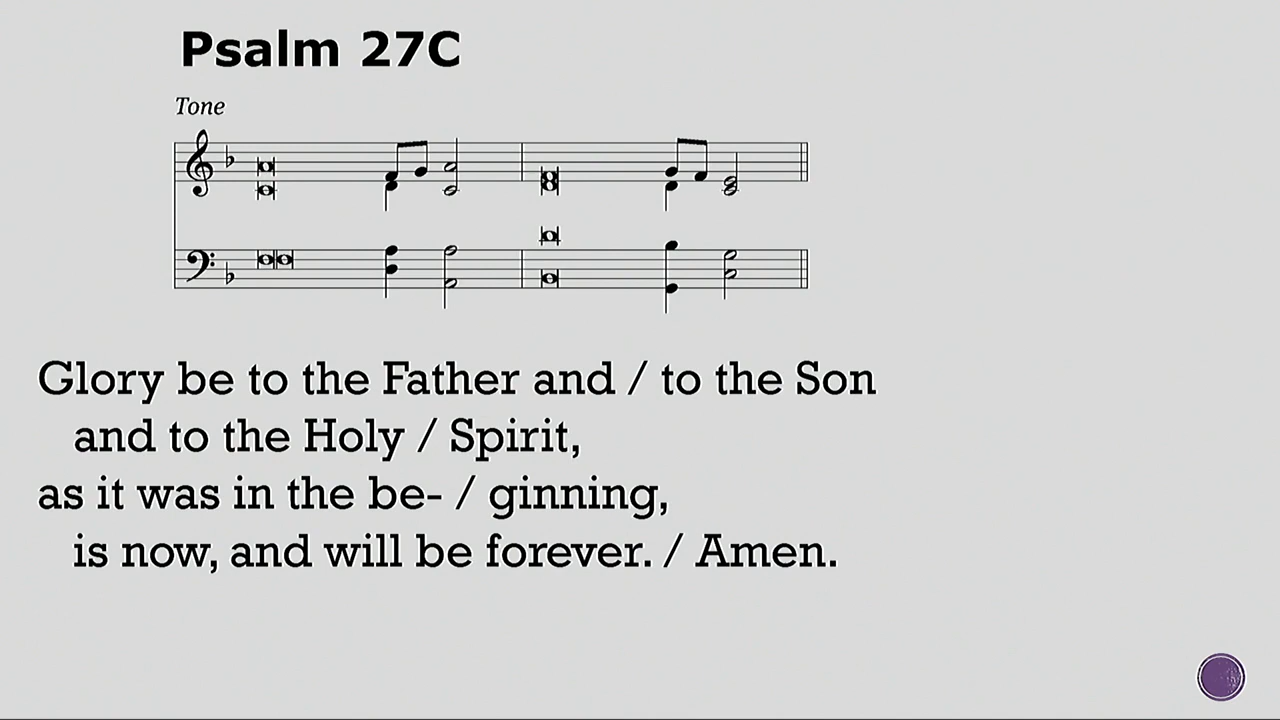 Psalm 27C
Tone
Glory be to the Father and / to the Son
and to the Holy / Spirit,
as it was in the be- / ginning,
is now, and will be forever. / Amen.